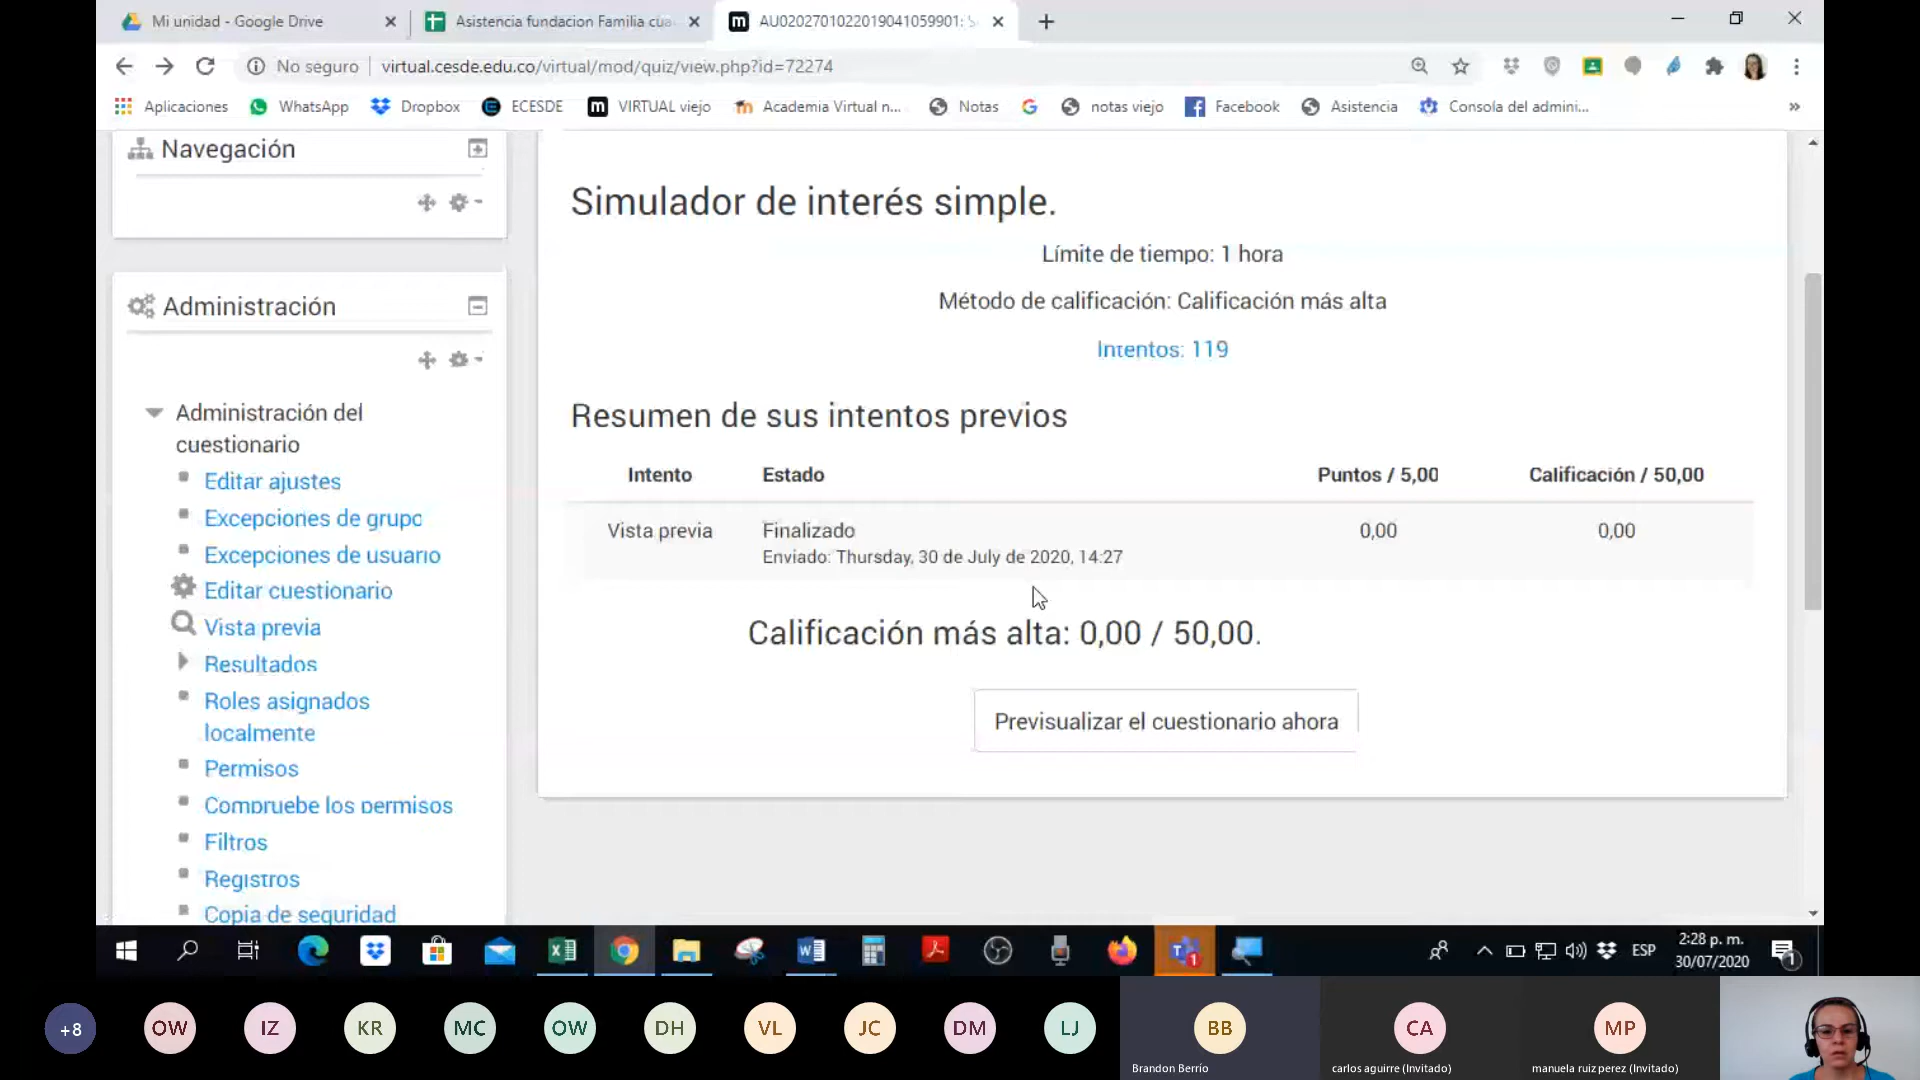 Mi unidad - Google Drive
Asistencia fundacion Familia cua
AU0202701022019041059901: S
No seguro
virtual.cesde.edu.co/virtual/mod/quiz/view.php?id=72274
Aplicaciones
WhatsApp
Dropbox
ECESDE
VIRTUAL viejo
Academia Virtual n...
Notas
notas viejo
Facebook
Asistencia
Consola del admini...
»
Navegación
Administración
Administración del
cuestionario
Editar ajustes
Excepciones de grupo
Excepciones de usuario
Editar cuestionario
Vista previa
Resultados
Roles asignados
localmente
Permisos
Compruebe los permisos
Filtros
Registros
Copia de seguridad
Simulador de interés simple.
Límite de tiempo: 1 hora
Método de calificación: Calificación más alta
Intentos: 119
Resumen de sus intentos previos
Intento Estado Puntos / 5,00 Calificación / 50,00
Vista previa Finalizado 0,00 0,00
Enviado: Thursday, 30 de July de 2020, 14:27
Calificación más alta: 0,00 / 50,00.
Previsualizar el cuestionario ahora
ESP
2:28 p. m.
30/07/2020
1
1
+8
OW
IZ
KR
MC
OW
DH
VL
JC
DM
LJ
BB
CA
MP
Brandon Berrío
carlos aguirre (Invitado)
manuela ruiz perez (Invitado)